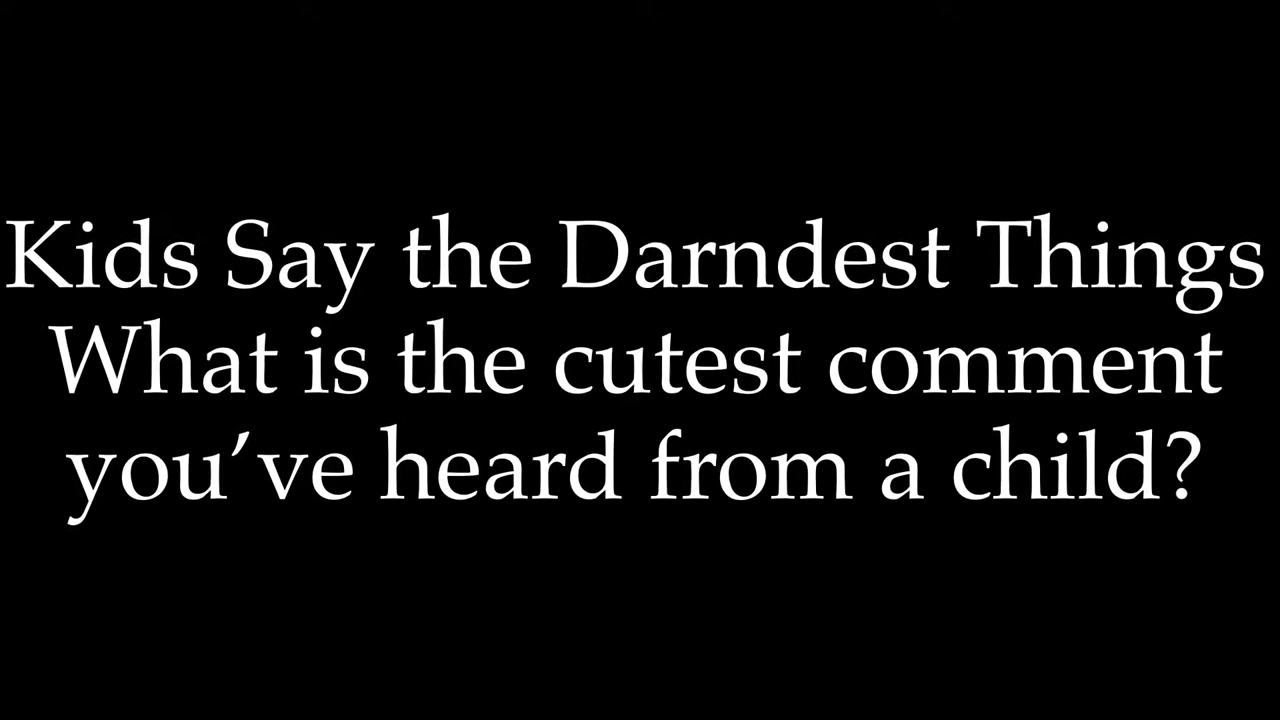 Kids Say the Darndest Things
What is the cutest comment
you’ve heard from a child?